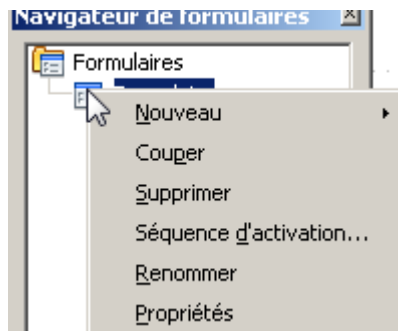 Navigateur de formulaires
Formulaires
Nouveau
Couper
Supprimer
Séquence d'activation...
Renommer
Propriétés